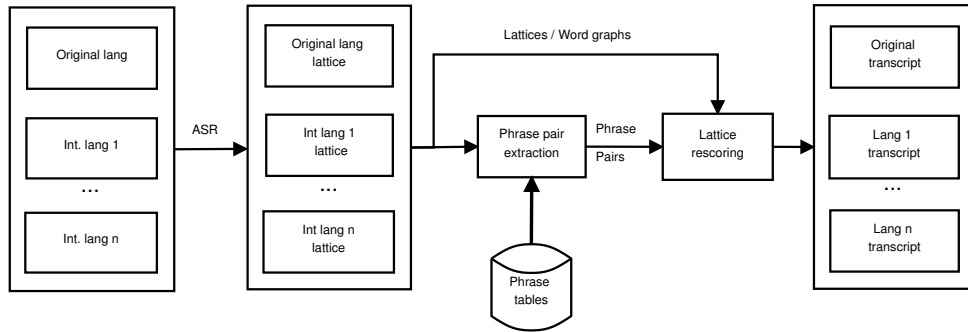 Original lang
Int. lang 1
...
Int. lang n
ASR
Original lang
lattice
Int lang 1
lattice
...
Int lang n
lattice
Lattices / Word graphs
Phrase pair
extraction
Phrase
tables
Phrase
Pairs
Lattice
rescoring
Original
transcript
Lang 1
transcript
...
Lang n
transcript